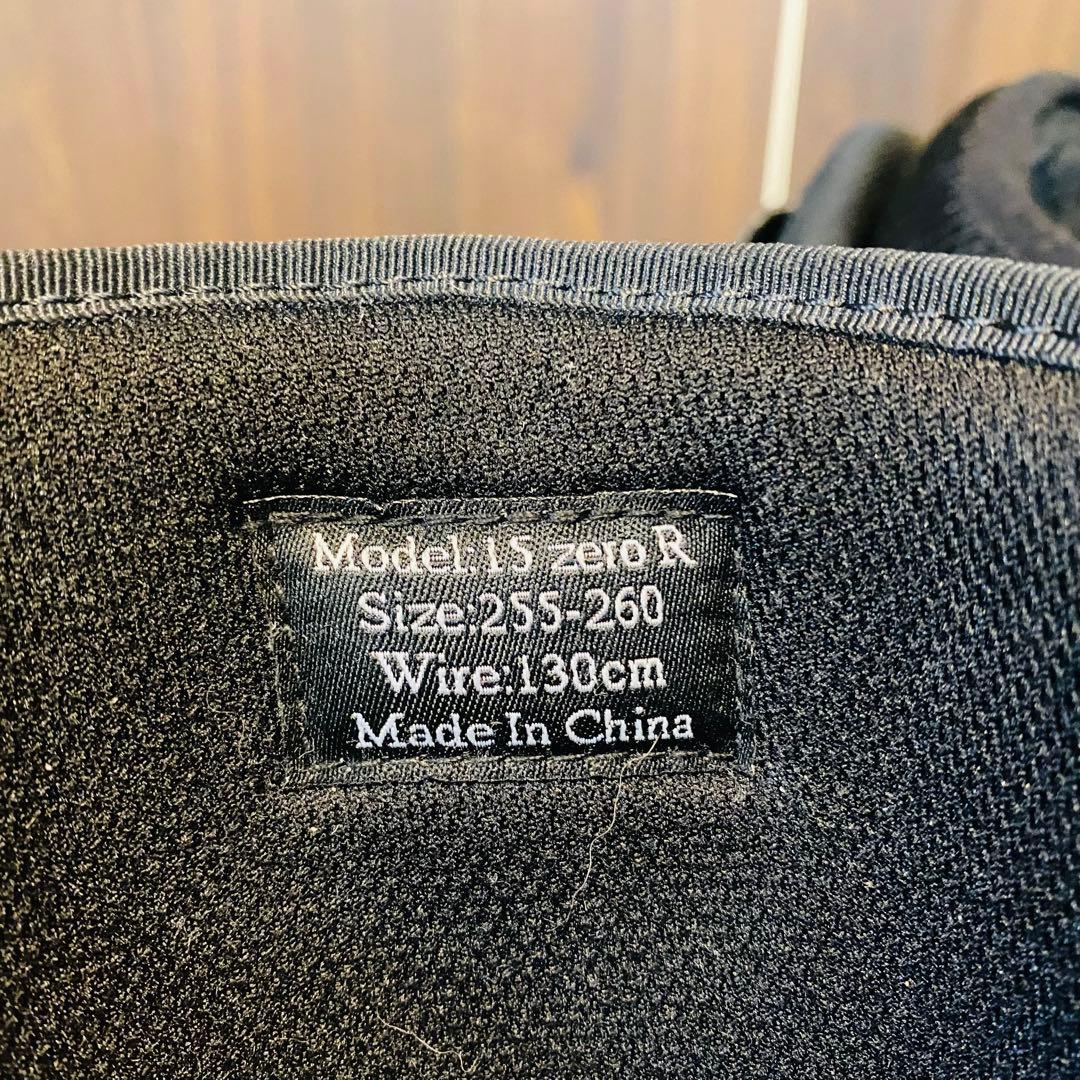 Model:15 zero R
Size:255-260
Wire:130cm
Made In China